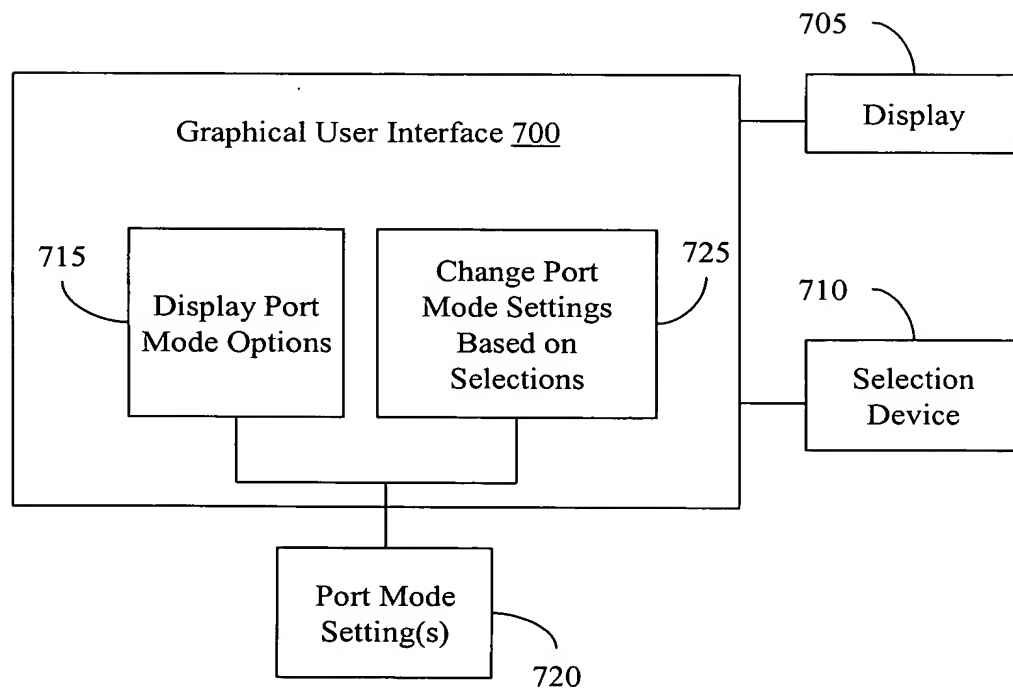 705
Display
Graphical User Interface 700
715
Display Port
Mode Options
725
Change Port
Mode Settings
Based on
Selections
710
Selection
Device
Port Mode
Setting(s)
720